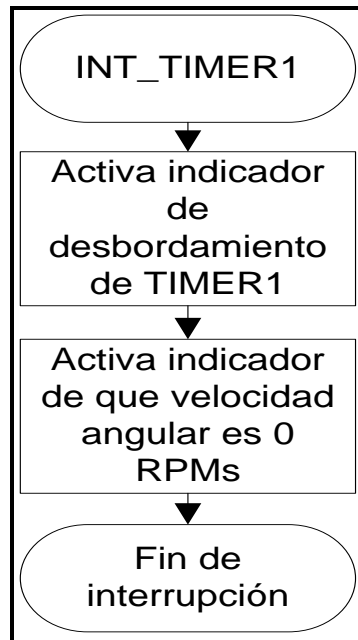 INT_TIMER1
Activa indicador
de
desbordamiento
de TIMER1
Activa indicador
de que velocidad
angular es 0
RPMs
Fin de
interrupción